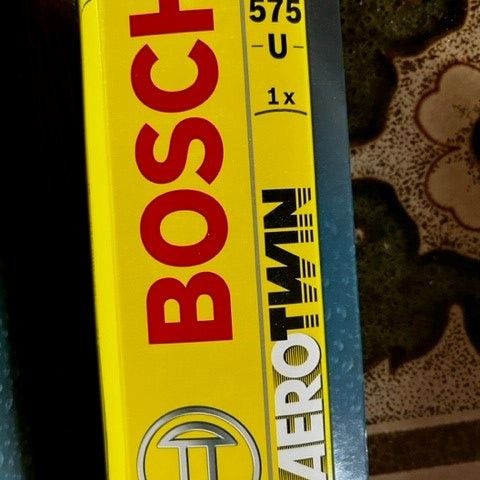 BOSCH
575
U
1x
AEROTWIN